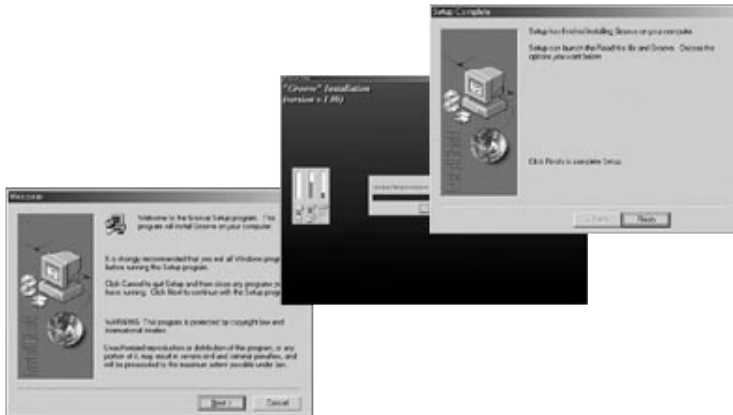 Welcome
Welcome to the Groove Setup program. This
program will install Groove on your computer.
It is strongly recommended that you exit all Windows
before running this Setup program.
Click Cancel to quit Setup and then close any programs
have running. Click Next to continue with the Setup
WARNING: This program is protected by copyright law and
international treaties.
Unauthorized reproduction or distribution of this program, or any
portion of it, may result in severe civil and criminal penalties, and
will be prosecuted to the maximum extent possible under law.
Next >
Cancel
"Groove" Installation
(version v 1.0b)
Setup Complete
Setup has finished installing Groove on your computer.
Setup can launch the Read Me file and Groove. Choose the
options you want below.
Click Finish to complete Setup.
< Back
Finish